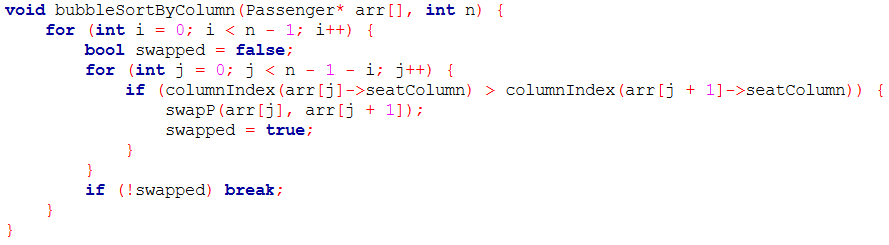 void bubbleSortByColumn(Passenger* arr[], int n) {
    for (int i = 0; i < n - 1; i++) {
        bool swapped = false;
        for (int j = 0; j < n - 1 - i; j++) {
            if (columnIndex(arr[j]->seatColumn) > columnIndex(arr[j + 1]->seatColumn)) {
                swapP(arr[j], arr[j + 1]);
                swapped = true;
            }
        }
        if (!swapped) break;
    }
}